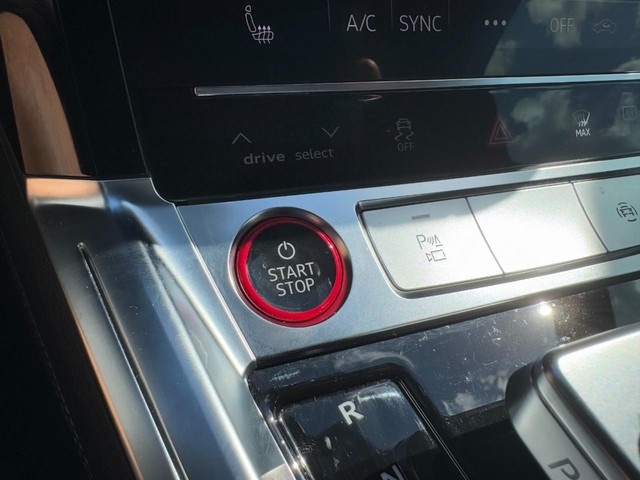 A/C SYNC ••• OFF
drive select
OFF
MAX
START
STOP
P
R
N
P